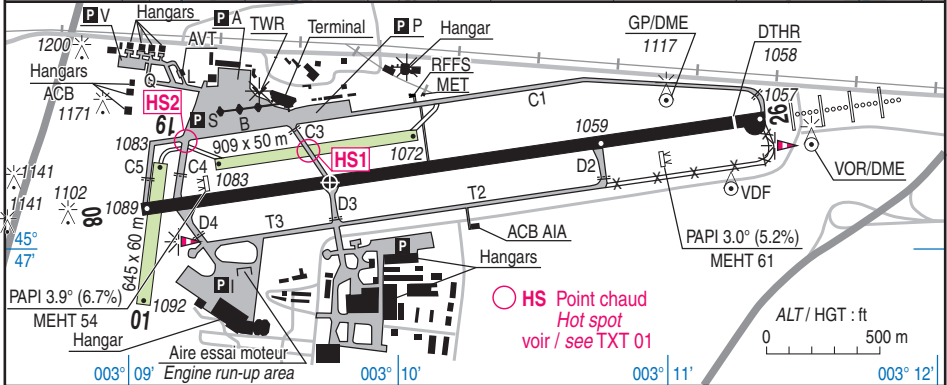 P V
Hangars
P A
TWR
Terminal
P P
Hangar
GP/DME
1117
DTHR
1058
1200
AVT
Hangars
ACB
1171
L
RFFS
MET
C1
1057
HS2
19
P S
B
C3
26
1083
909 x 50 m
1059
1072
HS1
VOR/DME
C5
C4
1083
D2
1141
1141
1102
08
1089
T2
VDF
D3
D4
T3
645 x 60 m
45°
47'
ACB AIA
PAPI 3.0° (5.2%)
MEHT 61
P
Hangars
P I
PAPI 3.9° (6.7%)
MEHT 54
1092
01
Hangar
Aire essai moteur
Engine run-up area
HS Point chaud
Hot spot
voir / see TXT 01
ALT / HGT : ft
0 500 m
003° 09'
003° 10'
003° 11'
003° 12'